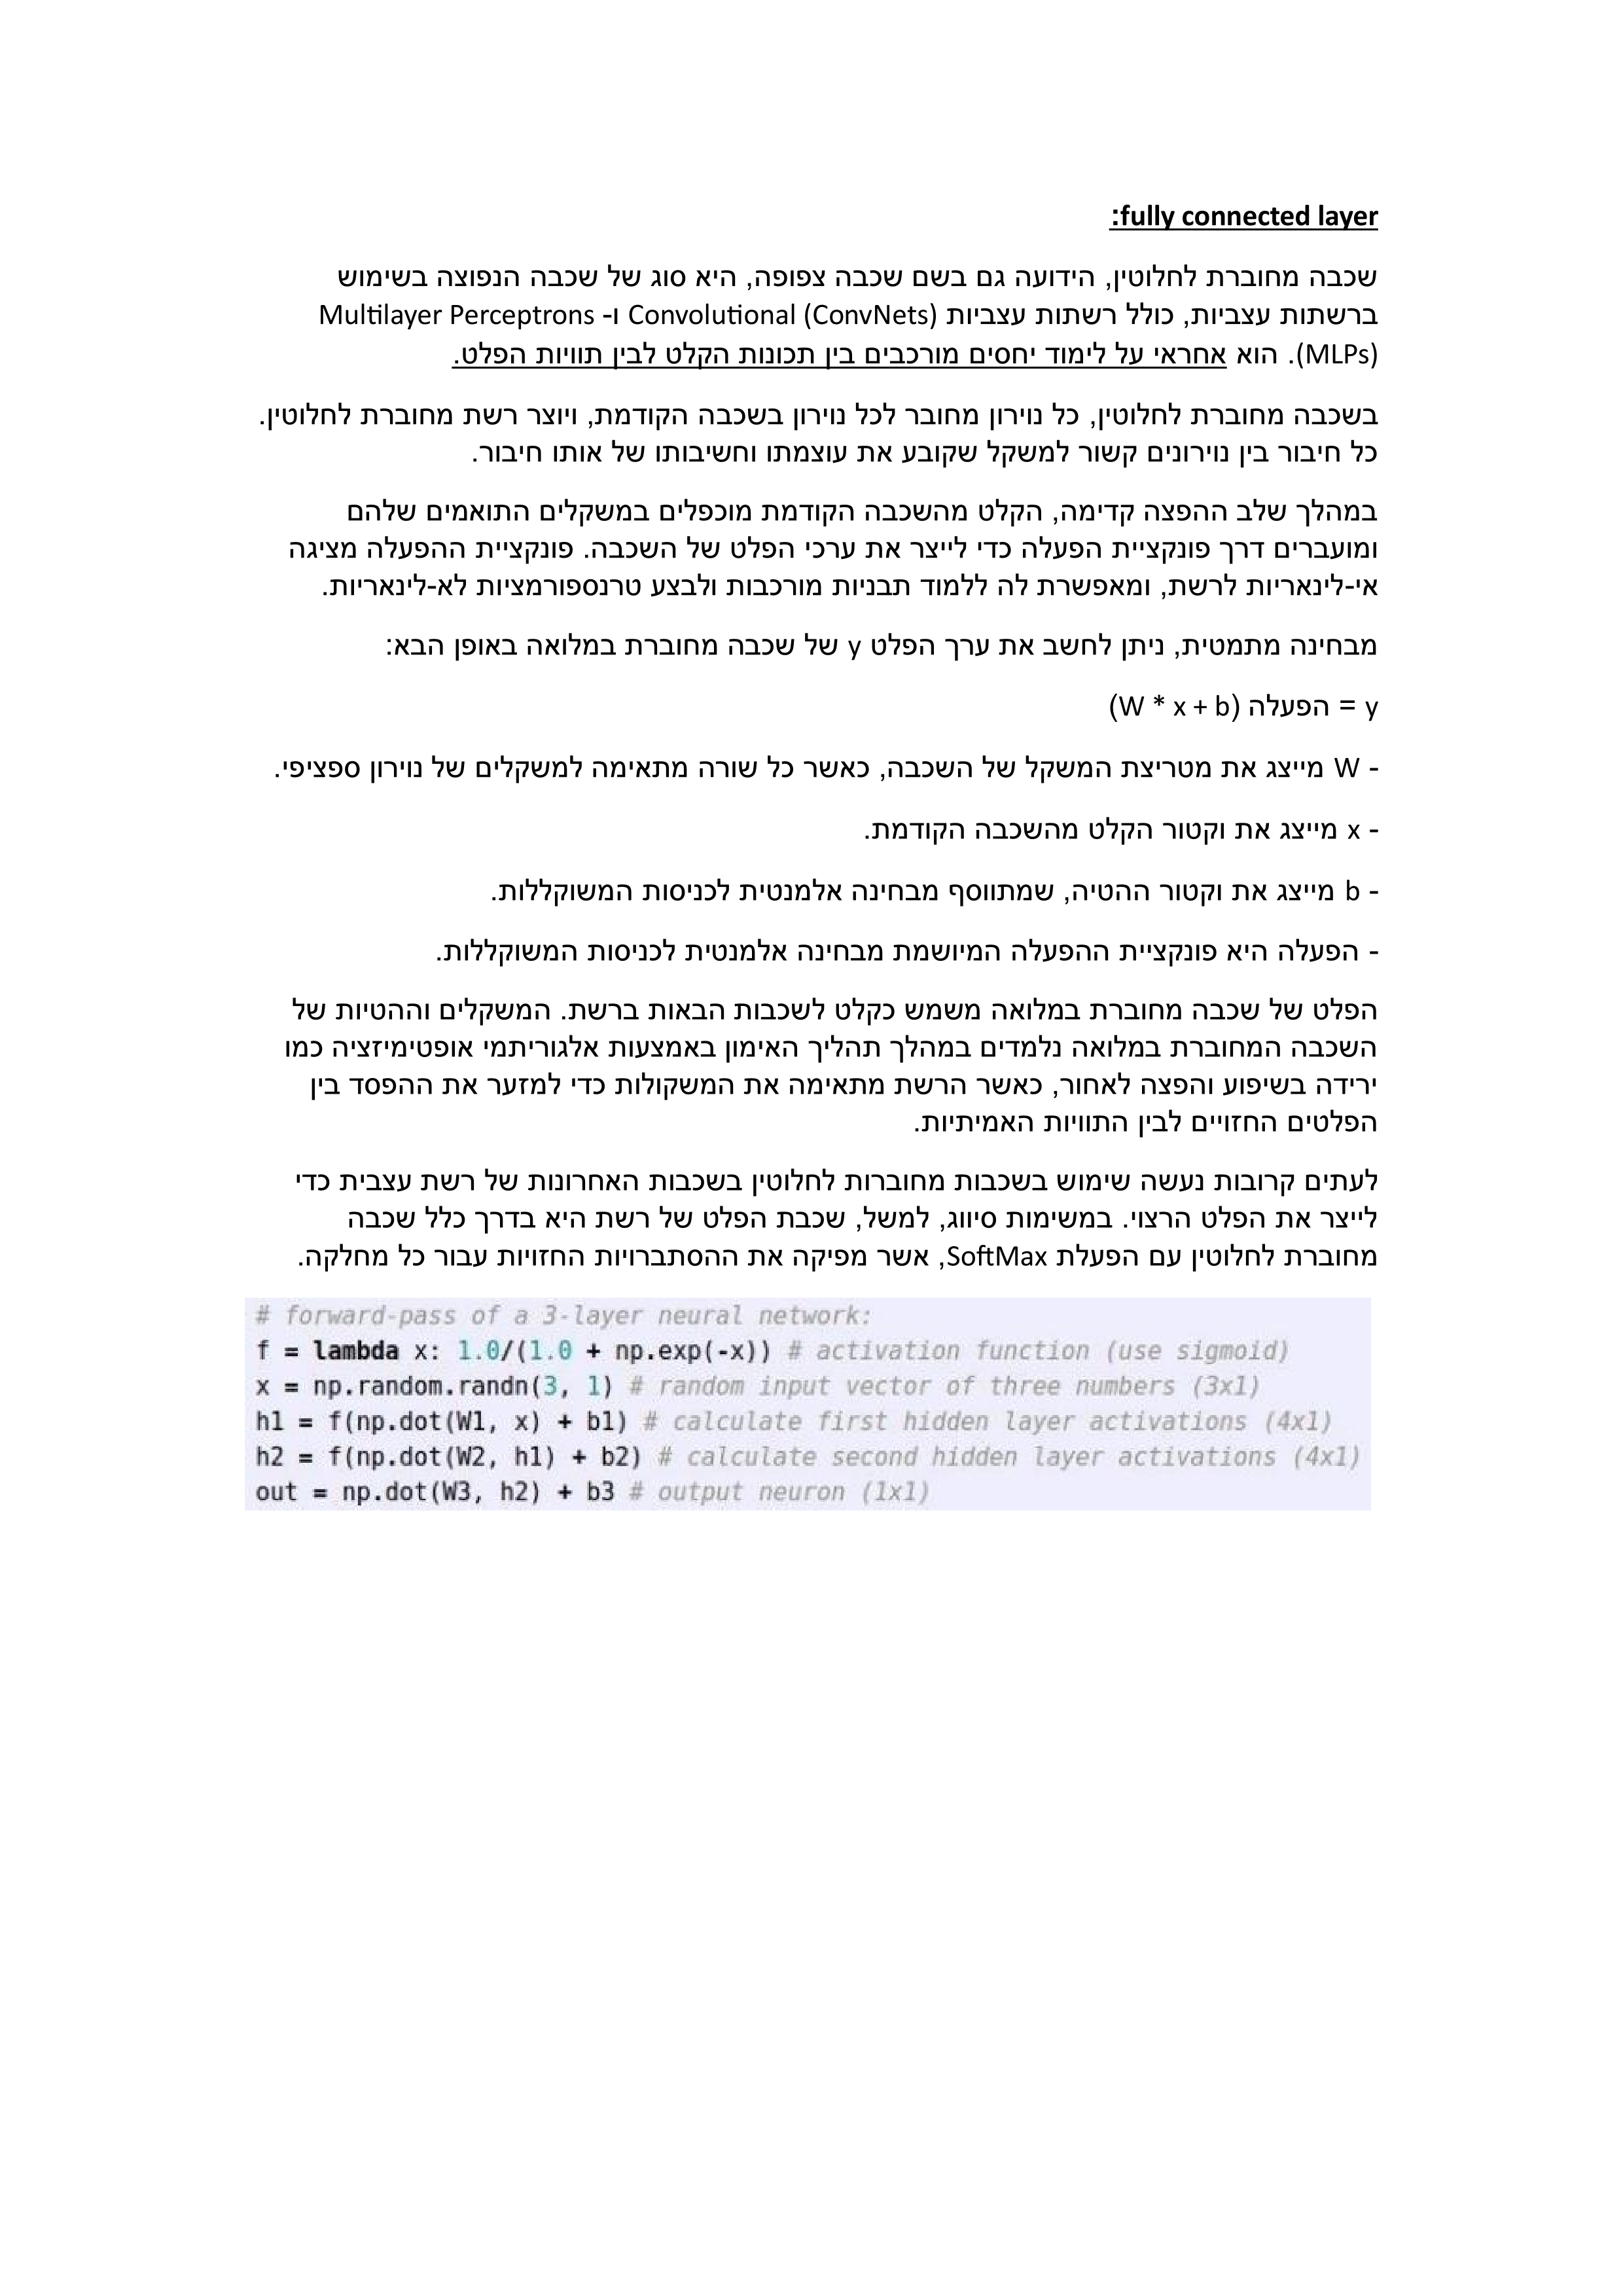 fully connected layer:
שכבה מחוברת לחלוטין, הידועה גם בשם שכבה צפופה, היא סוג של שכבה הנפוצה בשימוש
ברשתות עצביות, כולל רשתות עצביות Convolutional (ConvNets) ו- Multilayer Perceptrons
(MLPs). הוא אחראי על לימוד יחסים מורכבים בין תכונות הקלט לבין תוויות הפלט.
בשכבה מחוברת לחלוטין, כל נוירון מחובר לכל נוירון בשכבה הקודמת, ויוצר רשת מחוברת לחלוטין.
כל חיבור בין נוירונים קשור למשקל שקובע את עוצמתו וחשיבותו של אותו חיבור.
במהלך שלב ההפצה קדימה, הקלט מהשכבה הקודמת מוכפלים במשקלים התואמים שלהם
ומועברים דרך פונקציית הפעלה כדי לייצר את ערכי הפלט של השכבה. פונקציית ההפעלה מציגה
אי-לינאריות לרשת, ומאפשרת לה ללמוד תבניות מורכבות ולבצע טרנספורמציות לא-לינאריות.
מבחינה מתמטית, ניתן לחשב את ערך הפלט y של שכבה מחוברת במלואה באופן הבא:
y = הפעלה (W * x + b)
- W מייצג את מטריצת המשקל של השכבה, כאשר כל שורה מתאימה למשקלים של נוירון ספציפי.
- x מייצג את וקטור הקלט מהשכבה הקודמת.
- b מייצג את וקטור ההטיה, שמתווסף מבחינה אלמנטית לכניסות המשוקללות.
- הפעלה היא פונקציית ההפעלה המיושמת מבחינה אלמנטית לכניסות המשוקללות.
הפלט של שכבה מחוברת במלואה משמש כקלט לשכבות הבאות ברשת. המשקלים וההטיות של
השכבה המחוברת במלואה נלמדים במהלך תהליך האימון באמצעות אלגוריתמי אופטימיזציה כמו
ירידה בשיפוע והפצה לאחור, כאשר הרשת מתאימה את המשקולות כדי למזער את ההפסד בין
הפלטים החזויים לבין התוויות האמיתיות.
לעתים קרובות נעשה שימוש בשכבות מחוברות לחלוטין בשכבות האחרונות של רשת עצבית כדי
לייצר את הפלט הרצוי. במשימות סיווג, למשל, שכבת הפלט של רשת היא בדרך כלל שכבה
מחוברת לחלוטין עם הפעלת SoftMax, אשר מפיקה את ההסתברויות החזויות עבור כל מחלקה.
# forward-pass of a 3-layer neural network:
f = lambda x: 1.0/(1.0 + np.exp(-x)) # activation function (use sigmoid)
x = np.random.randn(3, 1) # random input vector of three numbers (3x1)
h1 = f(np.dot(W1, x) + b1) # calculate first hidden layer activations (4x1)
h2 = f(np.dot(W2, h1) + b2) # calculate second hidden layer activations (4x1)
out = np.dot(W3, h2) + b3 # output neuron (1x1)